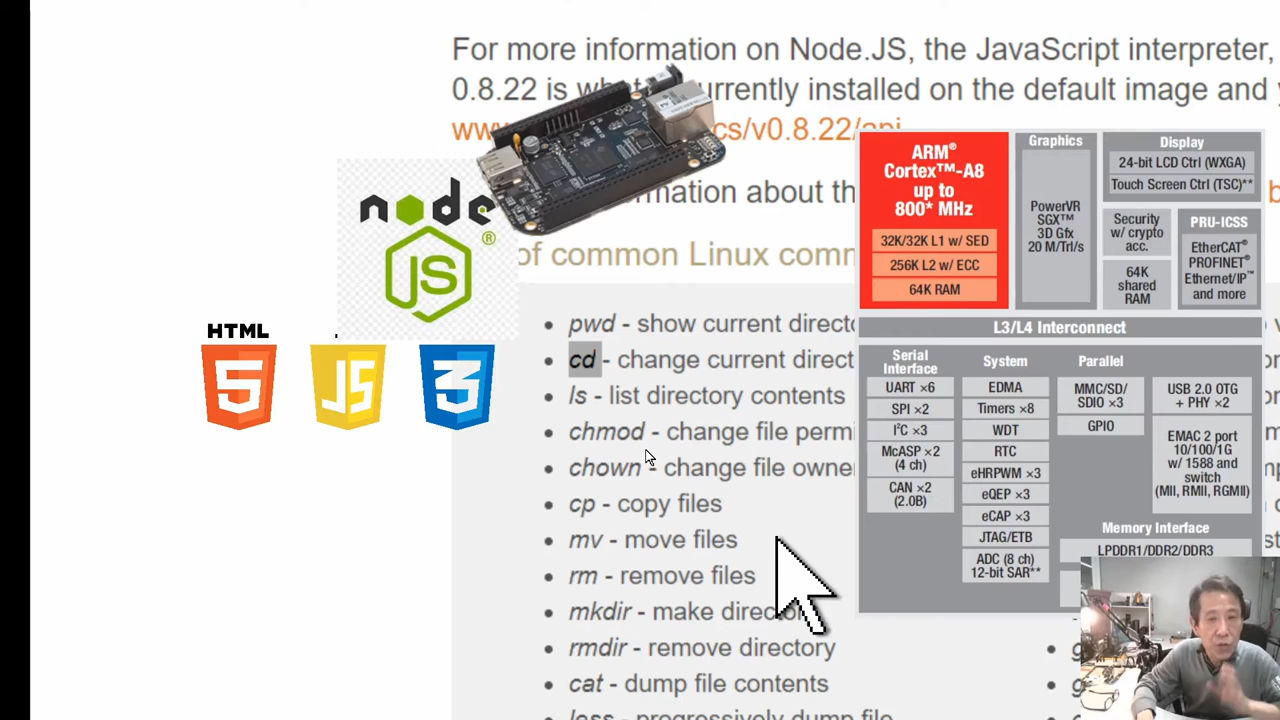 For more information on Node.JS, the JavaScript interpreter,
0.8.22 is what currently installed on the default image and y
www cs/v0.8.22/api
information about the b
of common Linux comm
node
JS
®
HTML
5
JS
3
pwd - show current directo
cd - change current direct
ls - list directory contents
chmod - change file permi
chown - change file owner
cp - copy files
mv - move files
rm - remove files
mkdir - make director
rmdir - remove directory
cat - dump file contents
less - progressively dump file
ARM®
Cortex™-A8
up to
800* MHz
32K/32K L1 w/ SED
256K L2 w/ ECC
64K RAM
Graphics
PowerVR
SGX™
3D Gfx
20 M/Tri/s
Display
24-bit LCD Ctrl (WXGA)
Touch Screen Ctrl (TSC)**
Security
w/ crypto
acc.
64K
shared
RAM
PRU-ICSS
EtherCAT®
PROFINET®
Ethernet/IP™
and more
L3/L4 Interconnect
Serial
Interface
UART ×6
SPI ×2
I²C ×3
McASP ×2
(4 ch)
CAN ×2
(2.0B)
System
EDMA
Timers ×8
WDT
RTC
eHRPWM ×3
eQEP ×3
eCAP ×3
JTAG/ETB
ADC (8 ch)
12-bit SAR**
Parallel
MMC/SD/
SDIO ×3
GPIO
USB 2.0 OTG
+ PHY ×2
EMAC 2 port
10/100/1G
w/ 1588 and
switch
(MII, RMII, RGMII)
Memory Interface
LPDDR1/DDR2/DDR3